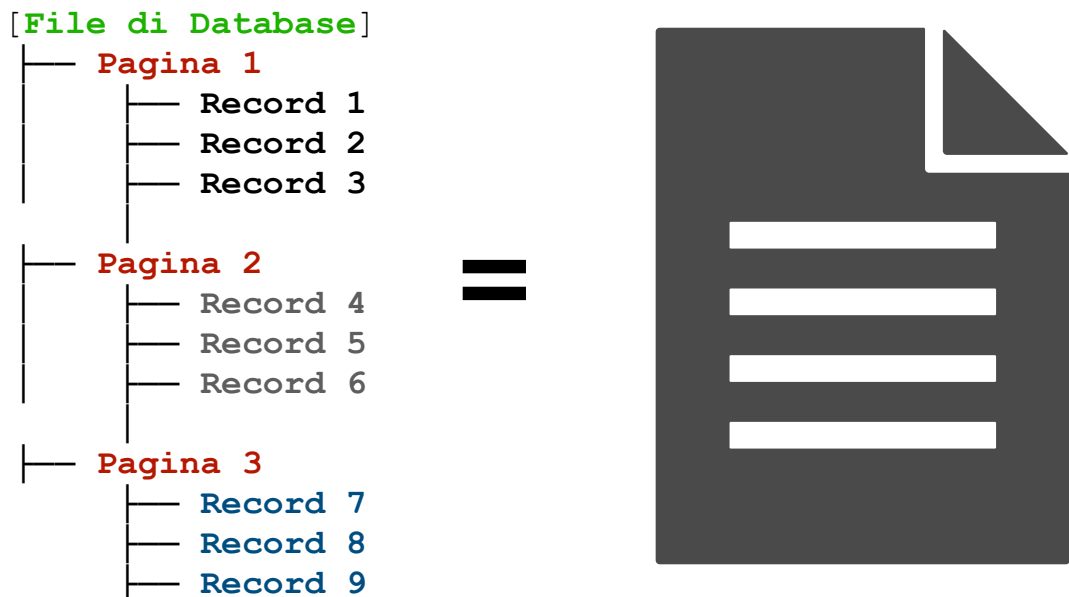 [File di Database]
├── Pagina 1
│ ├── Record 1
│ ├── Record 2
│ ├── Record 3
│
├── Pagina 2
│ ├── Record 4
│ ├── Record 5
│ ├── Record 6
│
├── Pagina 3
├── Record 7
├── Record 8
├── Record 9
=